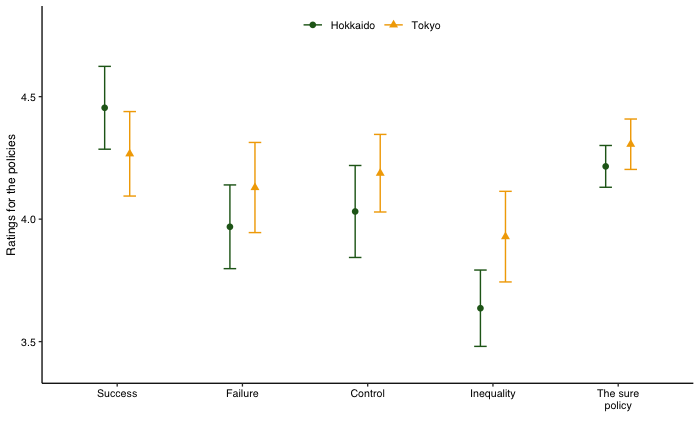 Hokkaido Tokyo
Ratings for the policies
4.5
4.0
3.5
Success Failure Control Inequality The sure
policy